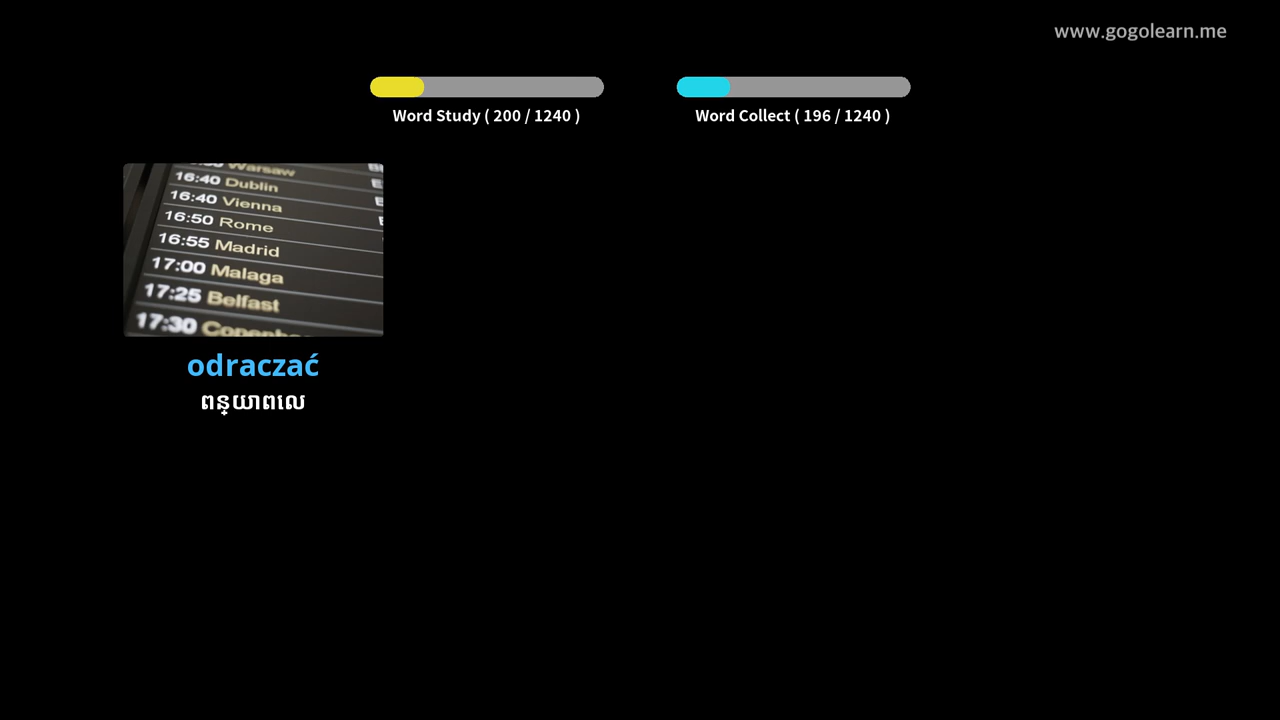 www.gogolearn.me
Word Study ( 200 / 1240 )
Word Collect ( 196 / 1240 )
Warsaw
16:40 Dublin
16:40 Vienna
16:50 Rome
16:55 Madrid
17:00 Malaga
17:25 Belfast
17:30
odraczać
ពន្យាពលេ